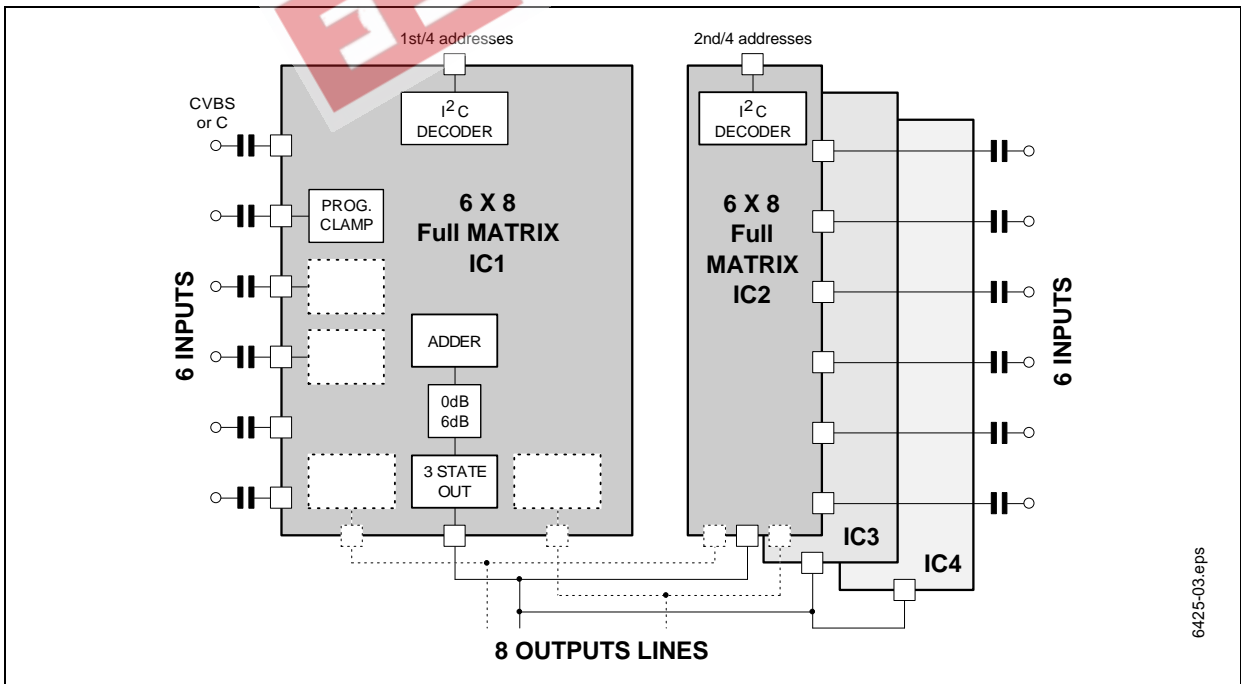 1st/4 addresses
2nd/4 addresses
CVBS
or C
I2 C
DECODER
I2 C
DECODER
PROG.
CLAMP
6 X 8
Full MATRIX
IC1
6 X 8
Full
MATRIX
IC2
6 INPUTS
6 INPUTS
ADDER
0dB
6dB
3 STATE
OUT
IC3
IC4
8 OUTPUTS LINES
6425-03.eps